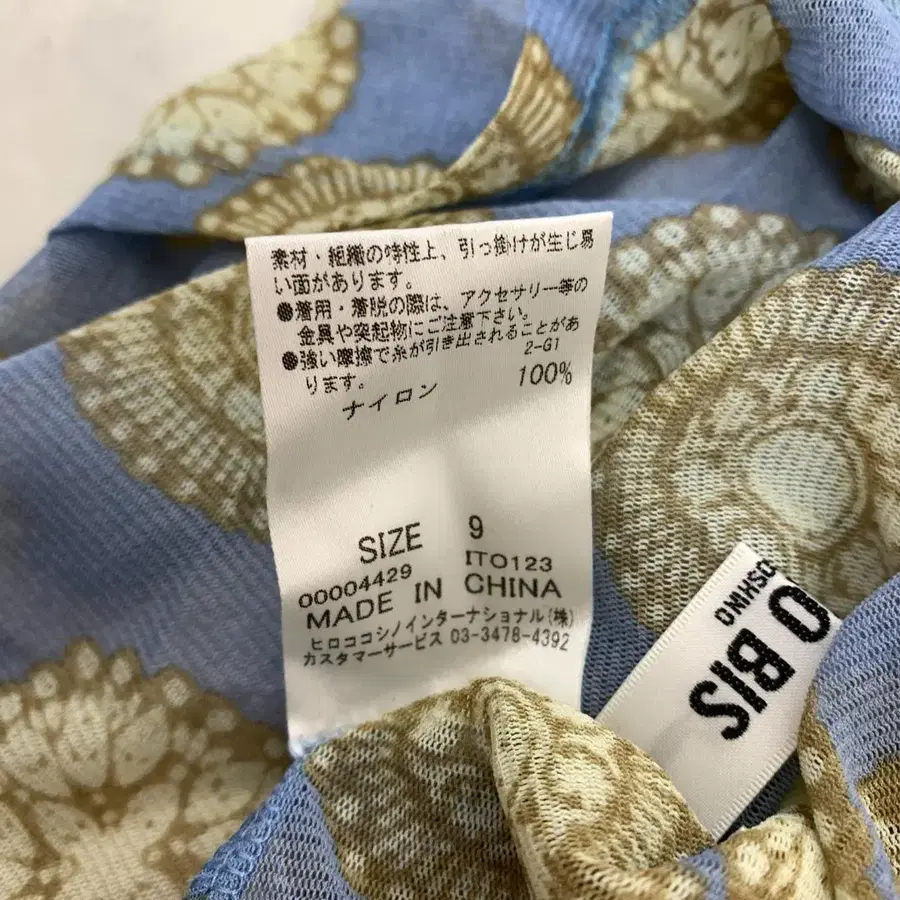 素材・組織の特性上、引っ掛けが生じ易
い面があります。
●着用・着脱の際は、アクセサリー等の
金具や突起物にご注意下さい。
●強い摩擦で糸が引き出されることがあ
ります。
2-G1
ナイロン 100%
SIZE 9
00004429 ITO123
MADE IN CHINA
ヒロココシノインターナショナル(株)
カスタマーサービス 03-3478-4392
OSHINO
O BIS